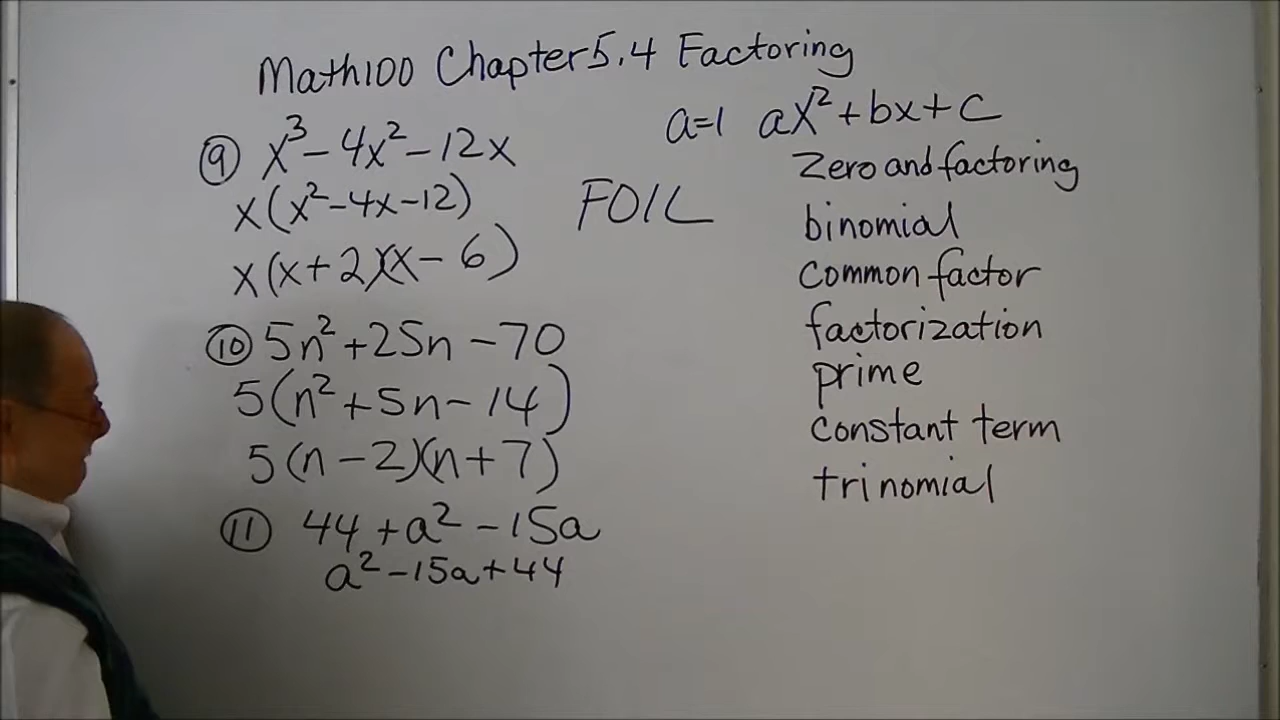 Math100 Chapter 5.4 Factoring
a=1 ax²+bx+c
⑨ x³-4x²-12x
x(x²-4x-12)
x(x+2)(x-6)
FOIL
⑩ 5n²+25n-70
5(n²+5n-14)
5(n-2)(n+7)
⑪ 44+a²-15a
a²-15a+44
Zero and factoring
binomial
common factor
factorization
prime
constant term
trinomial